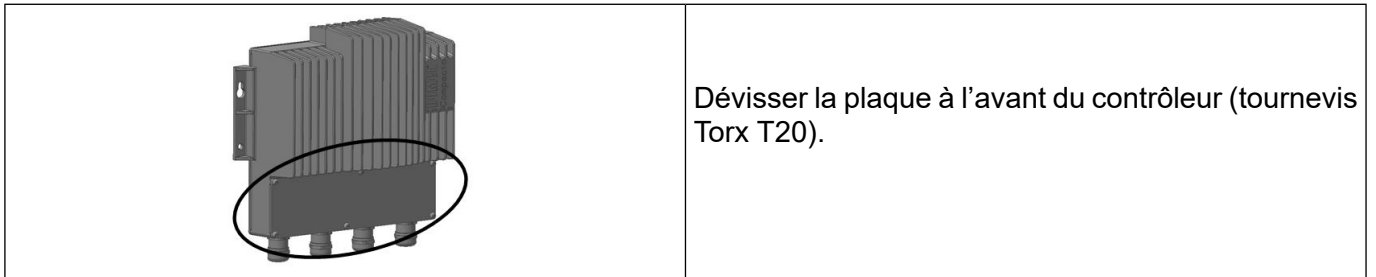 Dévisser la plaque à l’avant du contrôleur (tournevis
Torx T20).